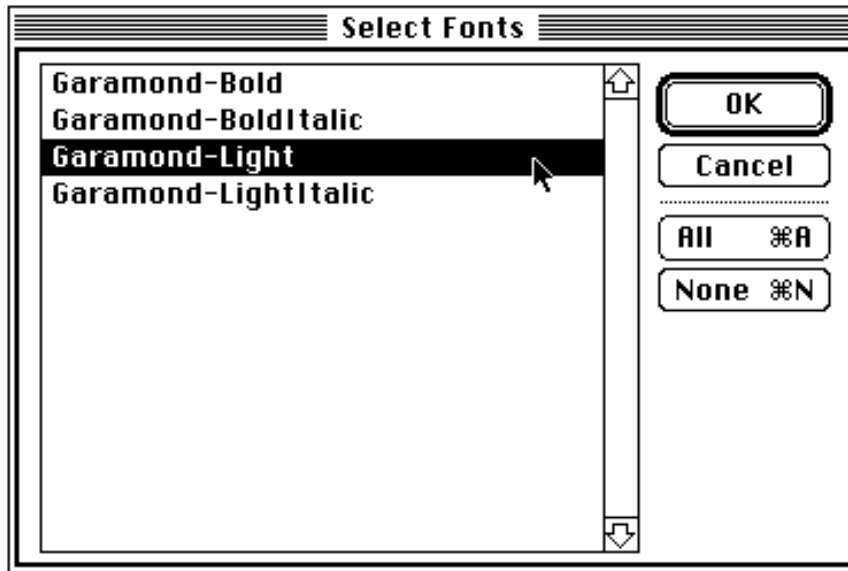 Select Fonts
Garamond-Bold
Garamond-BoldItalic
Garamond-Light
Garamond-LightItalic
OK
Cancel
All ⌘A
None ⌘N